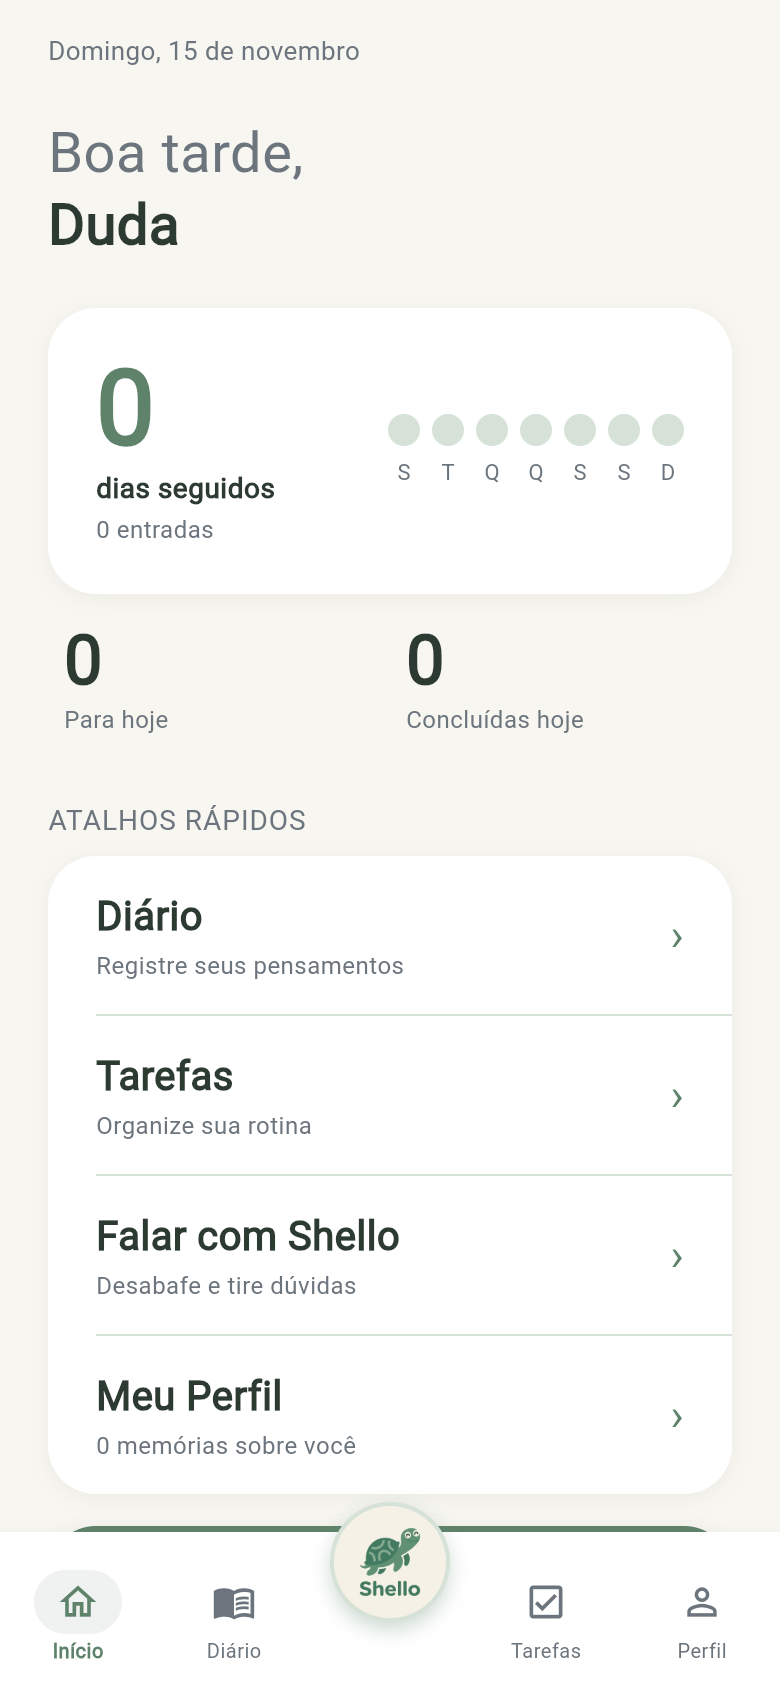 Domingo, 15 de novembro
Boa tarde,
Duda
0
dias seguidos
0 entradas
S T Q Q S S D
0
Para hoje
0
Concluídas hoje
ATALHOS RÁPIDOS
Diário
Registre seus pensamentos
Tarefas
Organize sua rotina
Falar com Shello
Desabafe e tire dúvidas
Meu Perfil
0 memórias sobre você
Shello
Início
Diário
Tarefas
Perfil